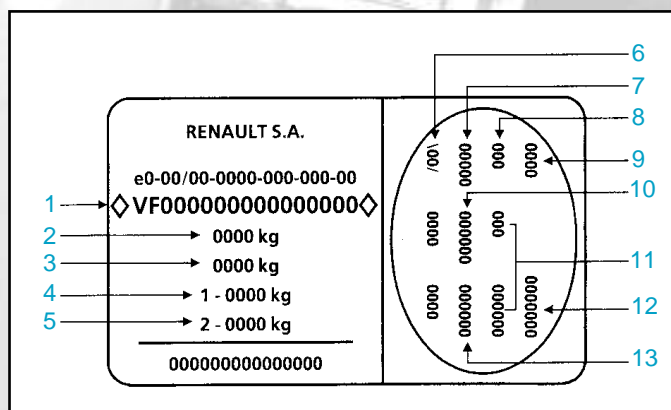 RENAULT S.A.
e0-00/00-0000-000-000-00
1 ◇VF000000000000000◇
2 0000 kg
3 0000 kg
4 1 - 0000 kg
5 2 - 0000 kg
000000000000000
/00/ 00000 000 0000
0000 000000 000
0000 0000000 000000 00000000
6
7
8
9
10
11
12
13